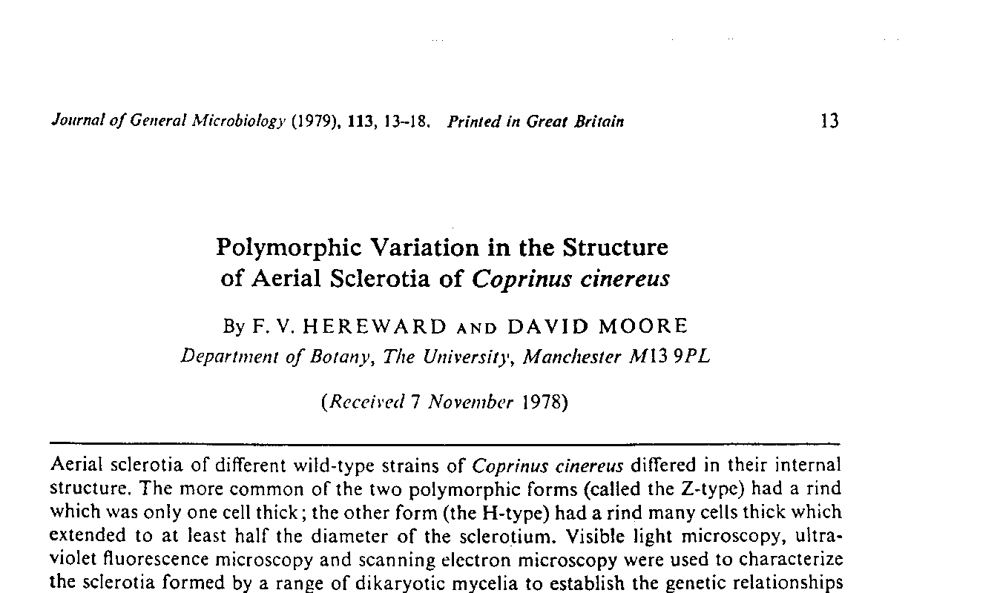 Journal of General Microbiology (1979), 113, 13–18. Printed in Great Britain 13
Polymorphic Variation in the Structure
of Aerial Sclerotia of Coprinus cinereus
By F. V. HEREWARD AND DAVID MOORE
Department of Botany, The University, Manchester M13 9PL
(Received 7 November 1978)
Aerial sclerotia of different wild-type strains of Coprinus cinereus differed in their internal
structure. The more common of the two polymorphic forms (called the Z-type) had a rind
which was only one cell thick; the other form (the H-type) had a rind many cells thick which
extended to at least half the diameter of the sclerotium. Visible light microscopy, ultra-
violet fluorescence microscopy and scanning electron microscopy were used to characterize
the sclerotia formed by a range of dikaryotic mycelia to establish the genetic relationships